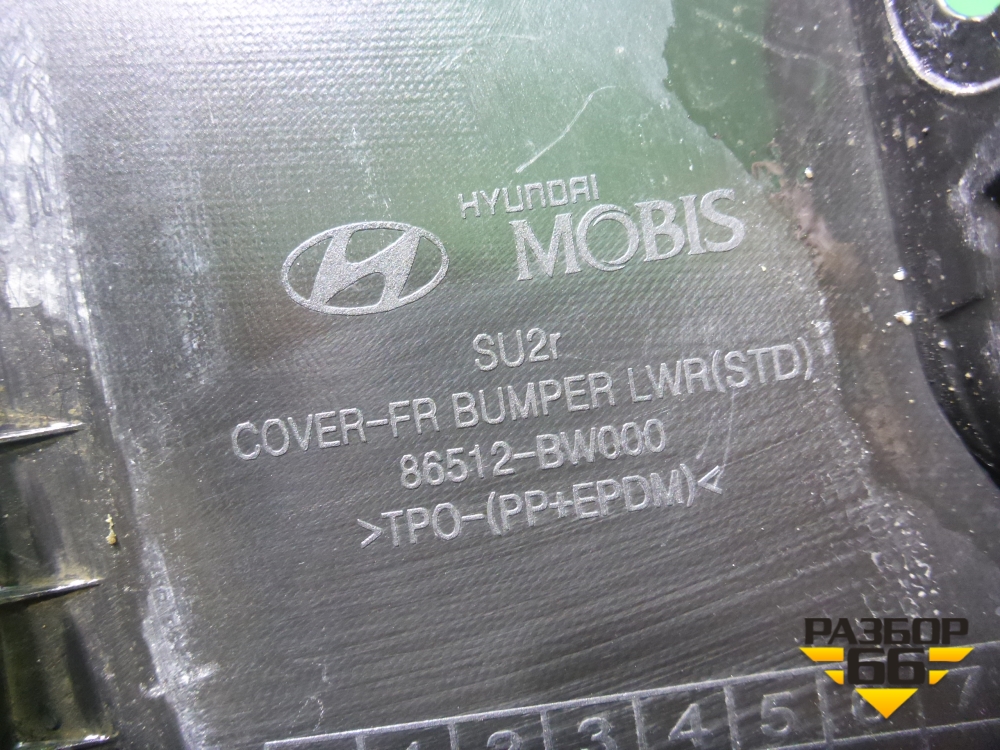 HYUNDAI
MOBIS
SU2r
COVER-FR BUMPER LWR(STD)
86512-BW000
>TPO-(PP+EPDM)<
1 2 3 4 5 6 7
РАЗБОР
66